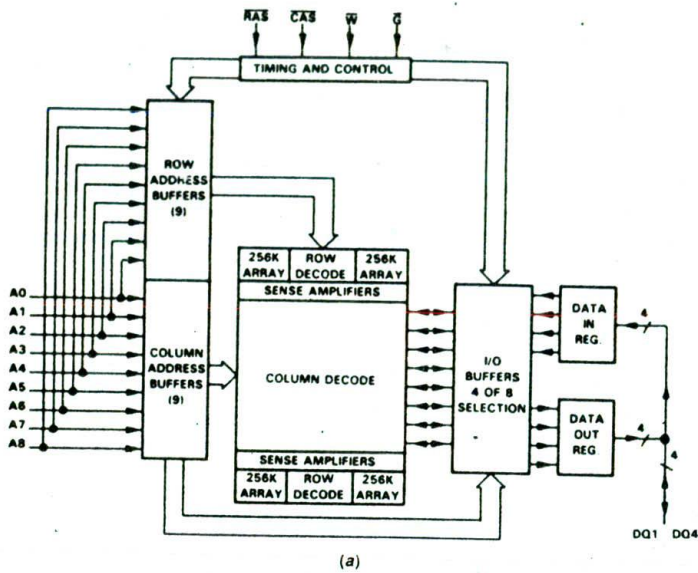 RAS CAS W G
TIMING AND CONTROL
ROW
ADDRESS
BUFFERS
(9)
256K
ARRAY
ROW
DECODE
256K
ARRAY
SENSE AMPLIFIERS
A0
A1
A2
A3
A4
A5
A6
A7
A8
COLUMN
ADDRESS
BUFFERS
(9)
COLUMN DECODE
I/O
BUFFERS
4 OF 8
SELECTION
DATA
IN
REG.
4
DATA
OUT
REG.
4
4
SENSE AMPLIFIERS
256K
ARRAY
ROW
DECODE
256K
ARRAY
DQ1 DQ4
(a)